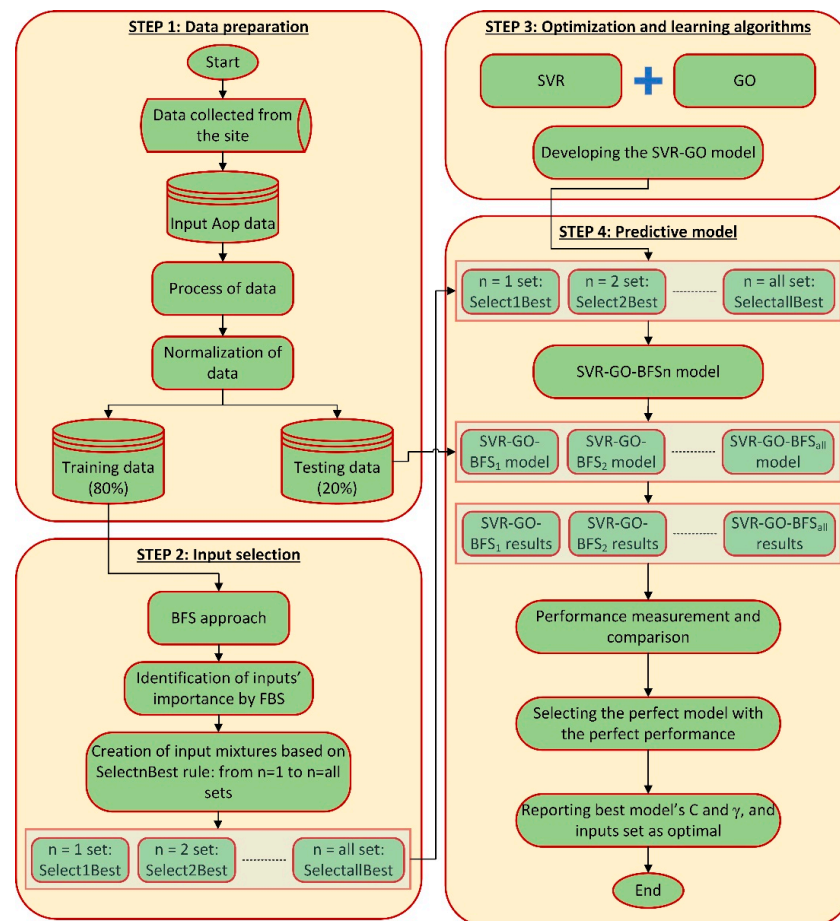 STEP 1: Data preparation
Start
Data collected from
the site
Input Aop data
Process of data
Normalization of
data
Training data
(80%)
Testing data
(20%)
STEP 2: Input selection
BFS approach
Identification of inputs'
importance by FBS
Creation of input mixtures based on
SelectnBest rule: from n=1 to n=all
sets
n = 1 set:
Select1Best
n = 2 set:
Select2Best
n = all set:
SelectallBest
STEP 3: Optimization and learning algorithms
SVR
GO
Developing the SVR-GO model
STEP 4: Predictive model
n = 1 set:
Select1Best
n = 2 set:
Select2Best
n = all set:
SelectallBest
SVR-GO-BFSn model
SVR-GO-
BFS₁ model
SVR-GO-
BFS₂ model
SVR-GO-BFSall
model
SVR-GO-
BFS₁ results
SVR-GO-
BFS₂ results
SVR-GO-BFSall
results
Performance measurement and
comparison
Selecting the perfect model with
the perfect performance
Reporting best model's C and γ, and
inputs set as optimal
End